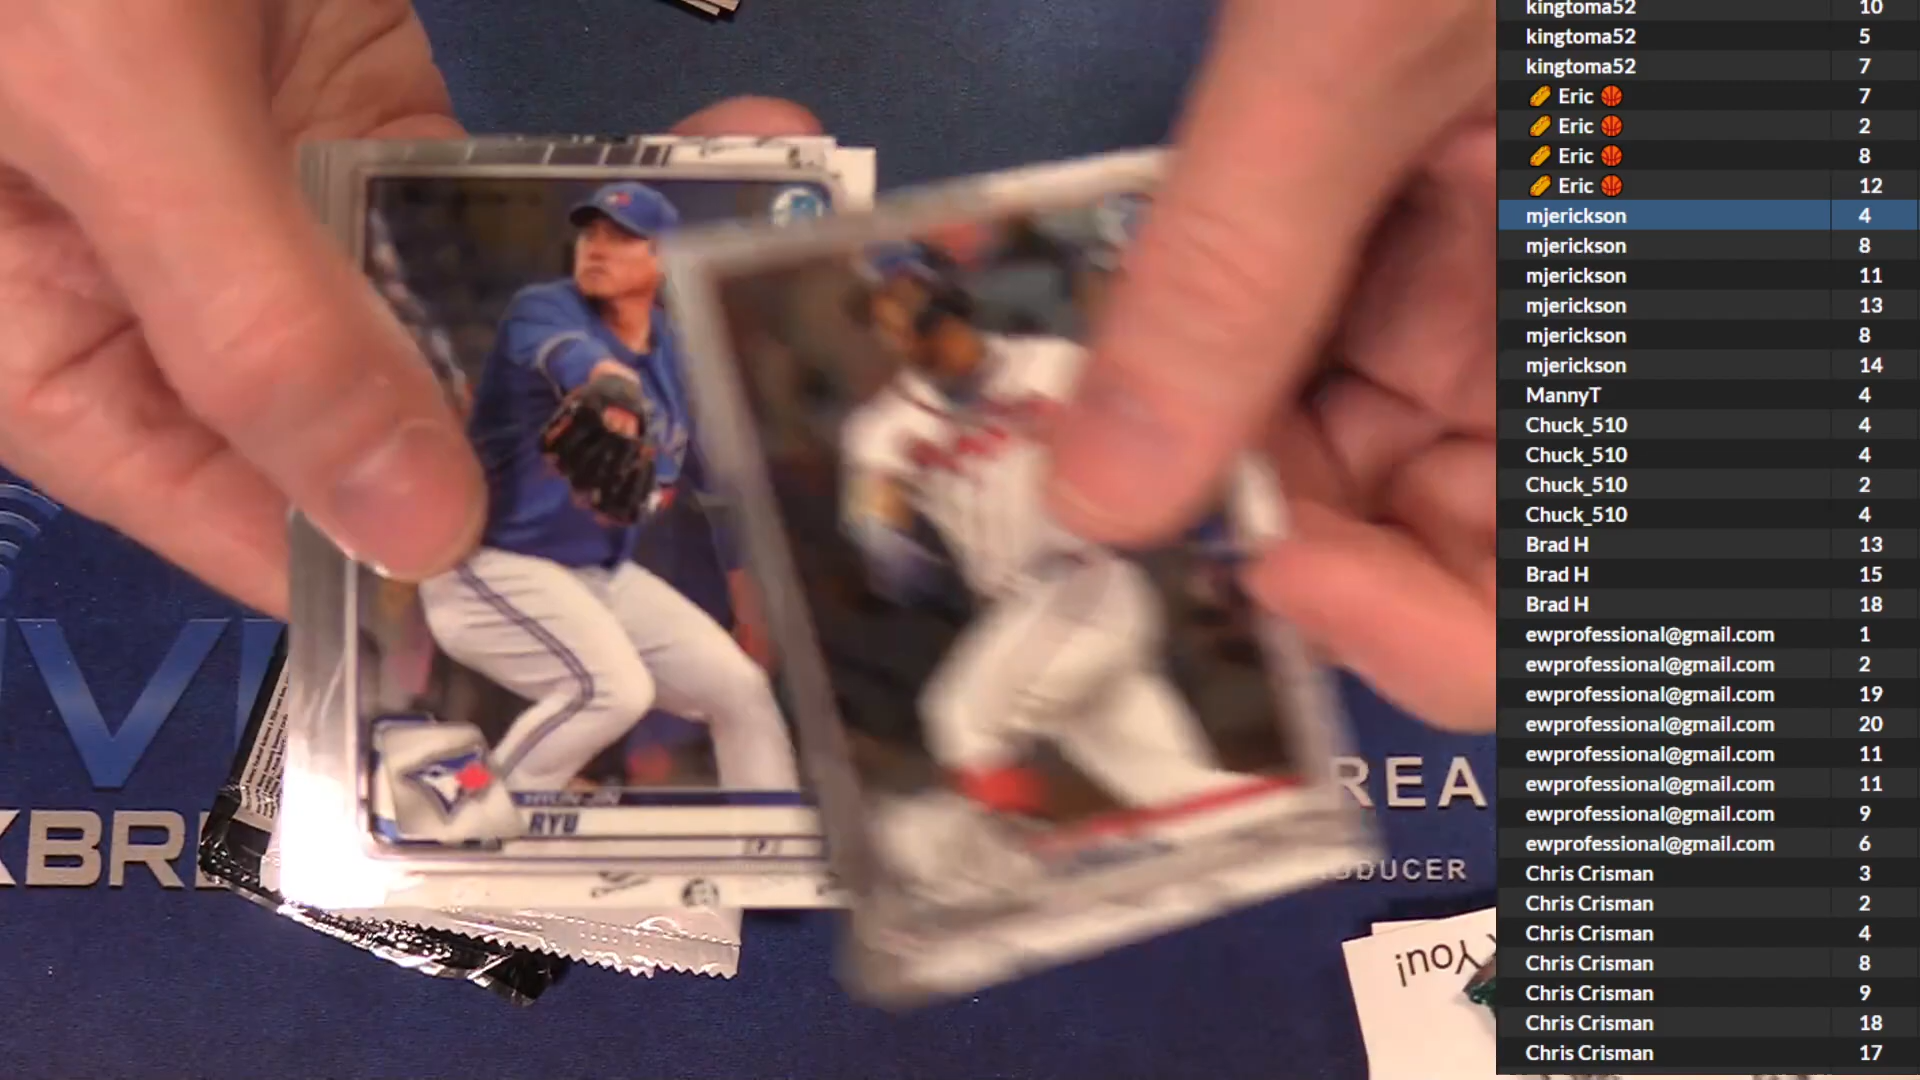 HYUN-JIN
RYU
P
VI
XBR
REA
ODUCER
You!
kingtoma52 10
kingtoma52 5
kingtoma52 7
Eric 7
Eric 2
Eric 8
Eric 12
mjerickson 4
mjerickson 8
mjerickson 11
mjerickson 13
mjerickson 8
mjerickson 14
MannyT 4
Chuck_510 4
Chuck_510 4
Chuck_510 2
Chuck_510 4
Brad H 13
Brad H 15
Brad H 18
ewprofessional@gmail.com 1
ewprofessional@gmail.com 2
ewprofessional@gmail.com 19
ewprofessional@gmail.com 20
ewprofessional@gmail.com 11
ewprofessional@gmail.com 11
ewprofessional@gmail.com 9
ewprofessional@gmail.com 6
Chris Crisman 3
Chris Crisman 2
Chris Crisman 4
Chris Crisman 8
Chris Crisman 9
Chris Crisman 18
Chris Crisman 17